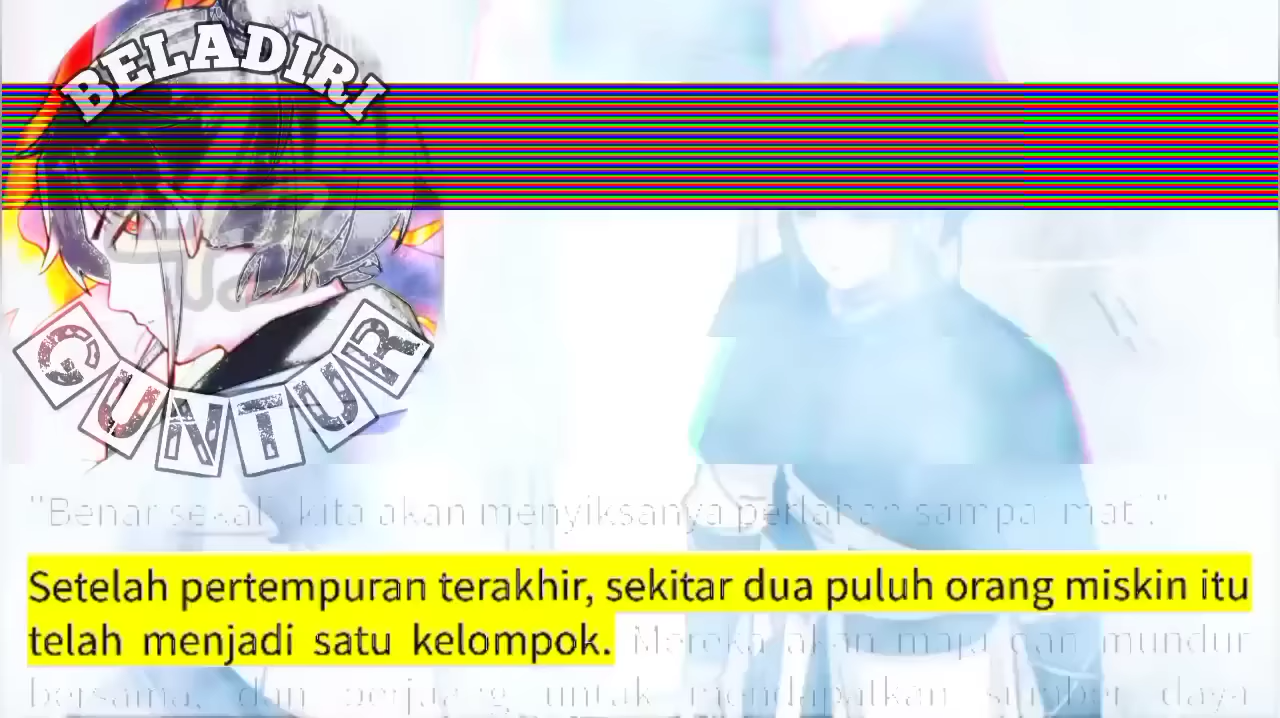 BELADIRI
GUNTUR
"Benar sekali, kita akan menyiksanya perlahan sampai mati."
Setelah pertempuran terakhir, sekitar dua puluh orang miskin itu
telah menjadi satu kelompok. Mereka akan maju dan mundur
bersama, dan berjuang untuk mendapatkan sumber daya